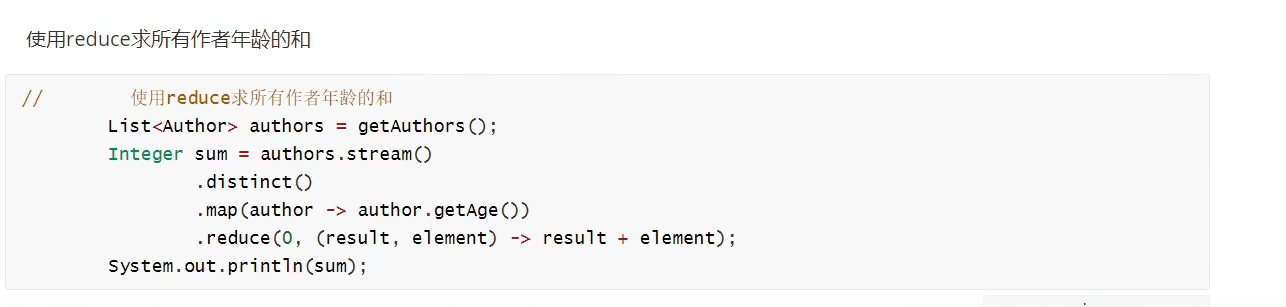 使用reduce求所有作者年龄的和
//        使用reduce求所有作者年龄的和
        List<Author> authors = getAuthors();
        Integer sum = authors.stream()
                .distinct()
                .map(author -> author.getAge())
                .reduce(0, (result, element) -> result + element);
        System.out.println(sum);